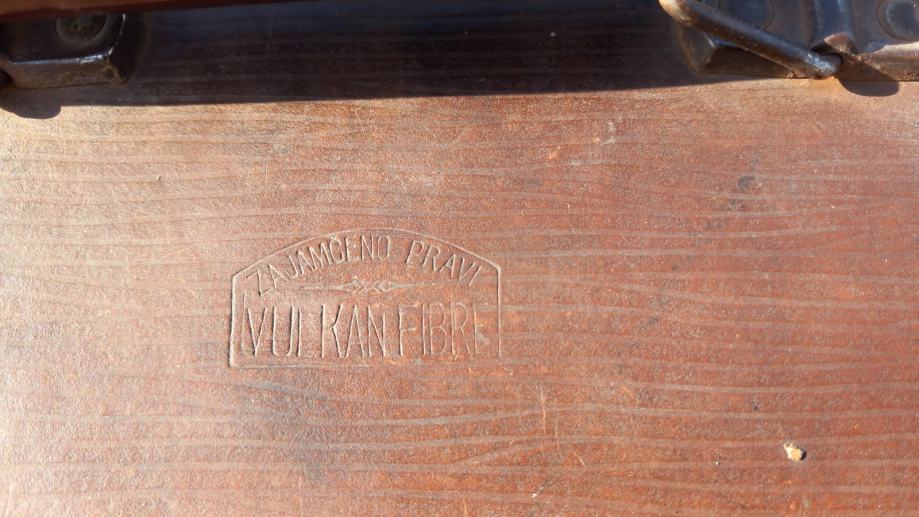 ZAJAMČENO PRAVI
VULKAN FIBRE